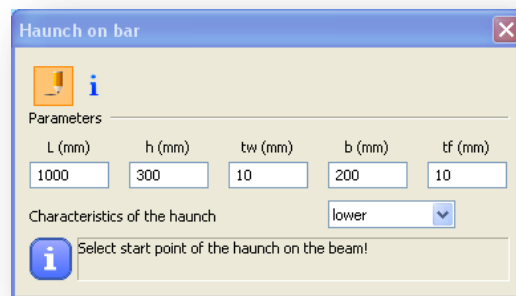 Haunch on bar
i
Parameters
L (mm) h (mm) tw (mm) b (mm) tf (mm)
1000 300 10 200 10
Characteristics of the haunch lower
i Select start point of the haunch on the beam!